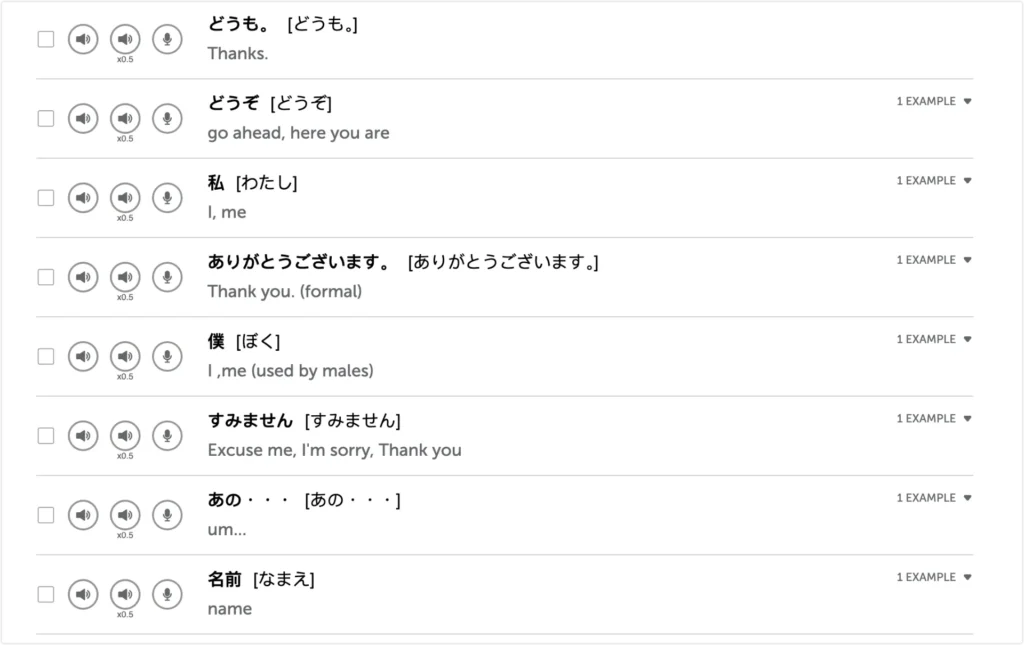 どうも。 [どうも。]
x0.5
Thanks.
どうぞ [どうぞ] 1 EXAMPLE
x0.5
go ahead, here you are
私 [わたし] 1 EXAMPLE
x0.5
I, me
ありがとうございます。 [ありがとうございます。] 1 EXAMPLE
x0.5
Thank you. (formal)
僕 [ぼく] 1 EXAMPLE
x0.5
I ,me (used by males)
すみません [すみません] 1 EXAMPLE
x0.5
Excuse me, I'm sorry, Thank you
あの・・・ [あの・・・] 1 EXAMPLE
x0.5
um...
名前 [なまえ] 1 EXAMPLE
x0.5
name